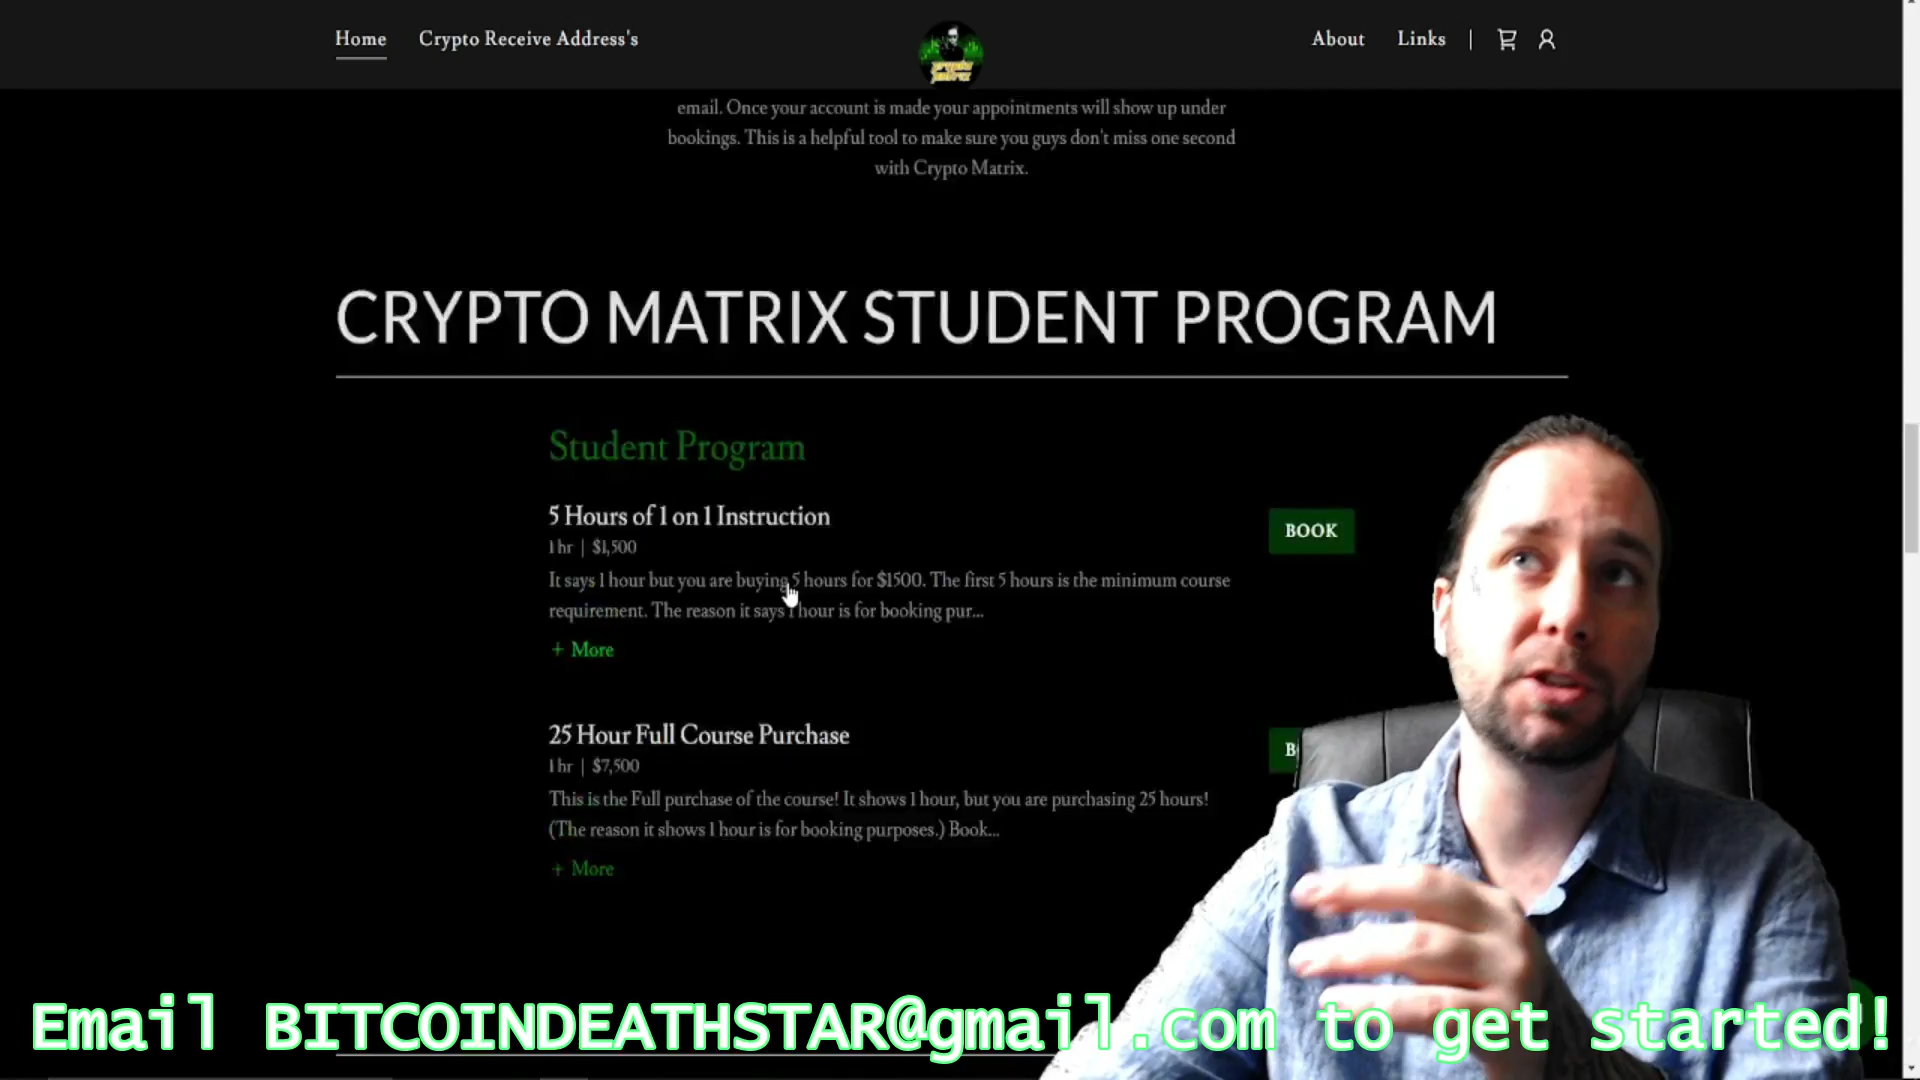 Home
Crypto Receive Address's
crypto
matrix
About
Links
email. Once your account is made your appointments will show up under
bookings. This is a helpful tool to make sure you guys don't miss one second
with Crypto Matrix.
CRYPTO MATRIX STUDENT PROGRAM
Student Program
5 Hours of 1 on 1 Instruction
BOOK
1 hr | $1,500
It says 1 hour but you are buying 5 hours for $1500. The first 5 hours is the minimum course
requirement. The reason it says 1 hour is for booking pur...
+ More
25 Hour Full Course Purchase
1 hr | $7,500
This is the Full purchase of the course! It shows 1 hour, but you are purchasing 25 hours!
(The reason it shows 1 hour is for booking purposes.) Book...
+ More
Email BITCOINDEATHSTAR@gmail.com to get started!